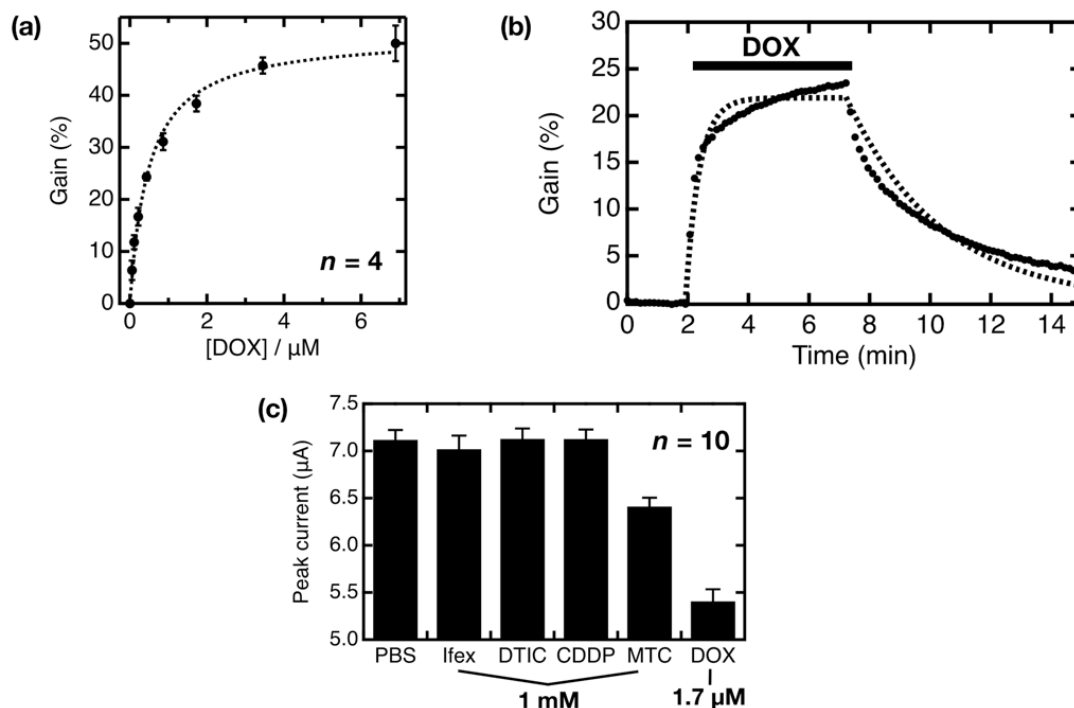 (a)
50
40
30
20
10
0
Gain (%)
n = 4
0 2 4 6
[DOX] / µM
(b)
30
25
20
15
10
5
0
Gain (%)
DOX
0 2 4 6 8 10 12 14
Time (min)
(c)
7.5
7.0
6.5
6.0
5.5
5.0
Peak current (µA)
n = 10
PBS Ifex DTIC CDDP MTC DOX
1 mM 1.7 µM